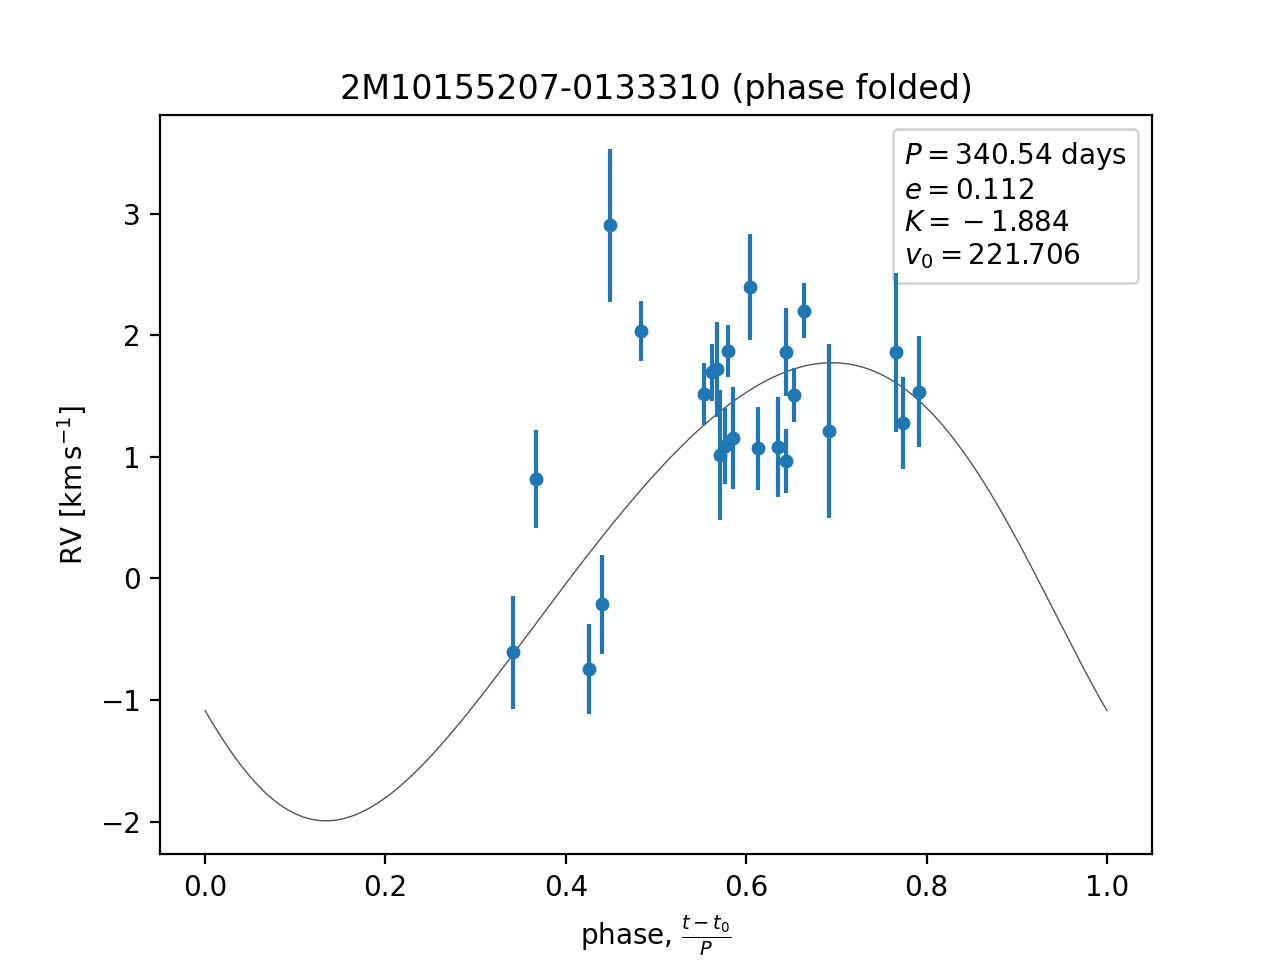 2M10155207-0133310 (phase folded)
P = 340.54 days
e = 0.112
K = −1.884
v₀ = 221.706
RV [km s⁻¹]
3
2
1
0
−1
−2
0.0 0.2 0.4 0.6 0.8 1.0
phase, (t − t₀)/P